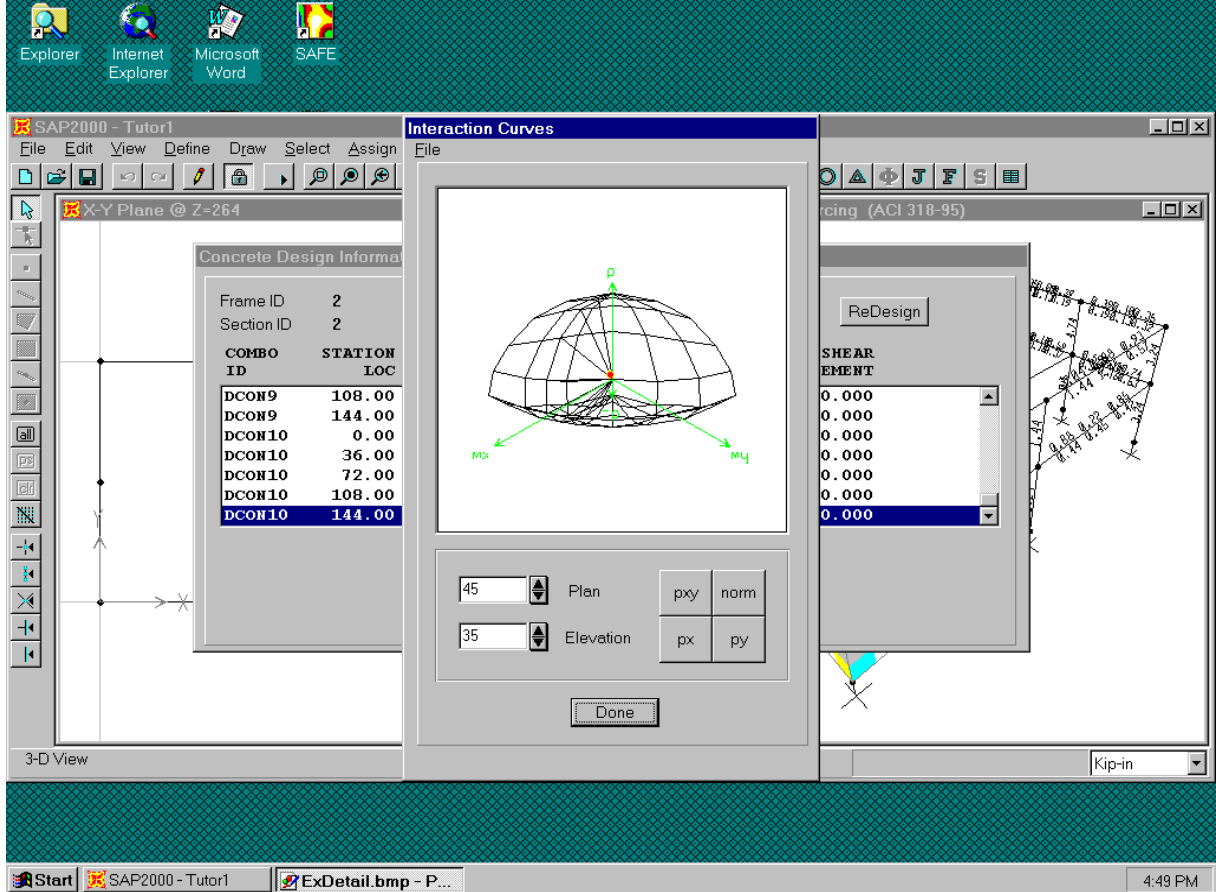 Explorer
Internet Explorer
Microsoft Word
SAFE
SAP2000 - Tutor1
File Edit View Define Draw Select Assign
J F S
X-Y Plane @ Z=264
rcing (ACI 318-95)
Concrete Design Informa
Frame ID 2
Section ID 2
ReDesign
COMBO STATION SHEAR
ID LOC EMENT
DCON9 108.00 0.000
DCON9 144.00 0.000
DCON10 0.00 0.000
DCON10 36.00 0.000
DCON10 72.00 0.000
DCON10 108.00 0.000
DCON10 144.00 0.000
all
ps
clr
Y
X
Interaction Curves
File
P
Mx
My
45 Plan
pxy norm
35 Elevation
px py
Done
3-D View
Kip-in
Start
SAP2000 - Tutor1
ExDetail.bmp - P...
4:49 PM